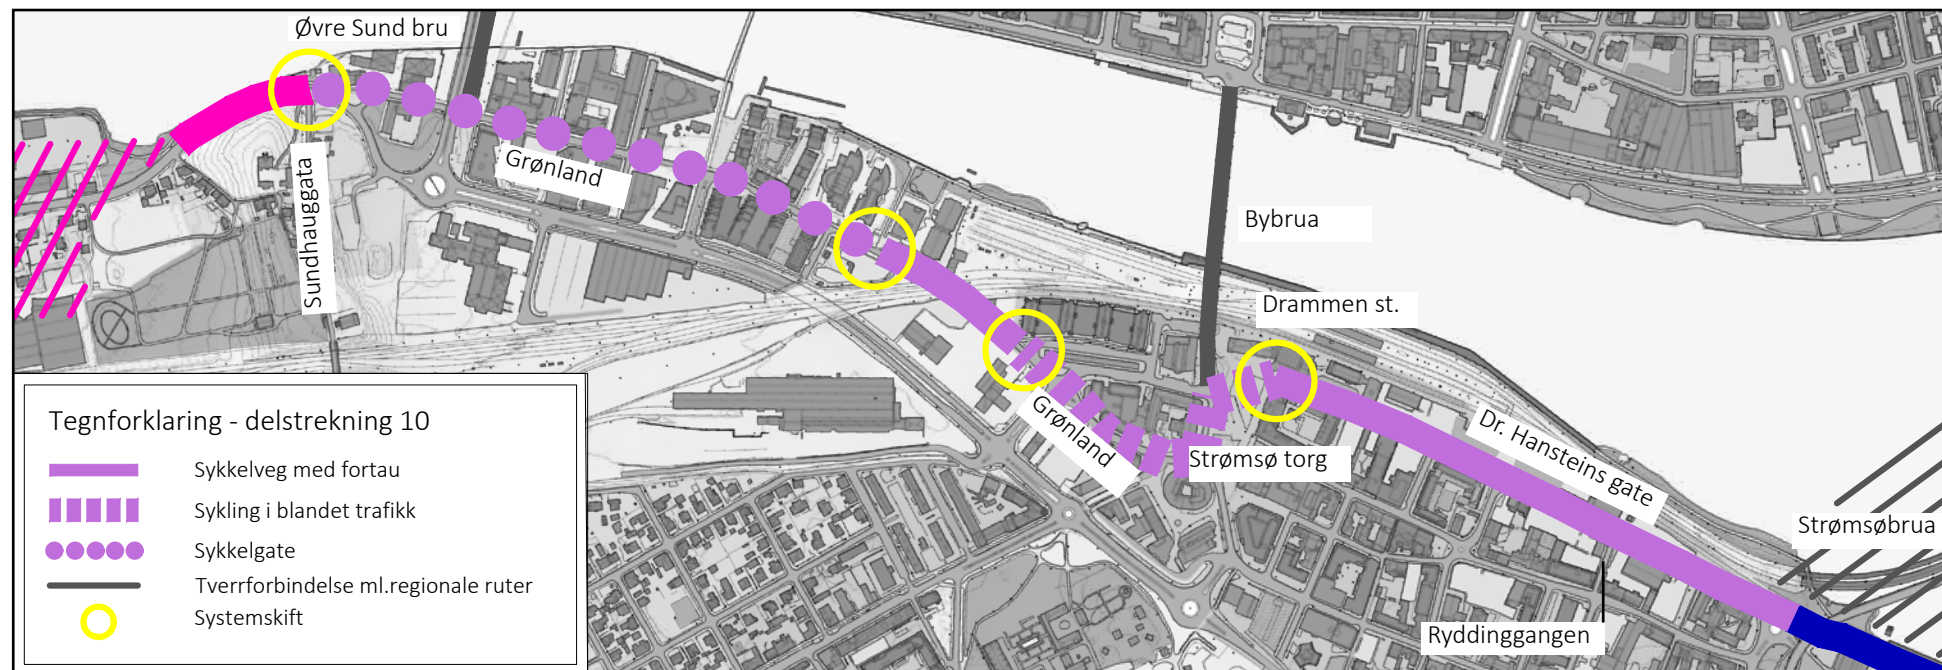 Øvre Sund bru
Sundhauggata
Grønland
Bybrua
Drammen st.
Grønland
Strømsø torg
Dr. Hansteins gate
Strømsøbrua
Ryddinggangen
Tegnforklaring - delstrekning 10
Sykkelveg med fortau
Sykling i blandet trafikk
Sykkelgate
Tverrforbindelse ml.regionale ruter
Systemskift